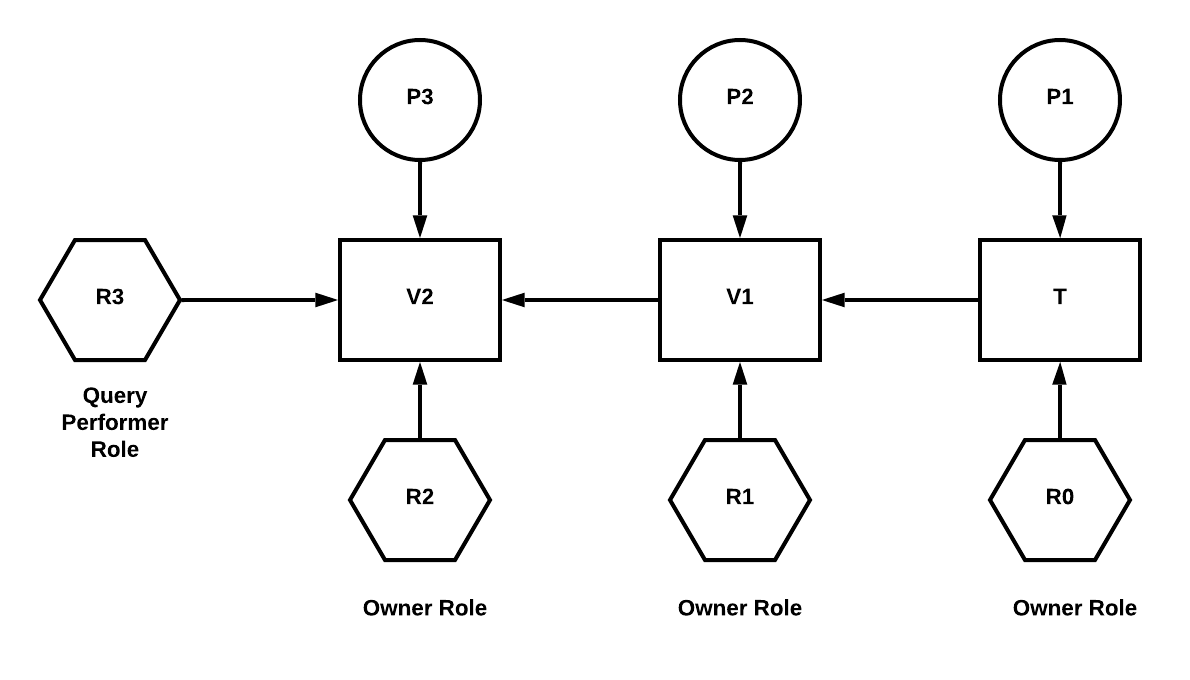 P3
P2
P1
R3
V2
V1
T
Query
Performer
Role
R2
R1
R0
Owner Role
Owner Role
Owner Role